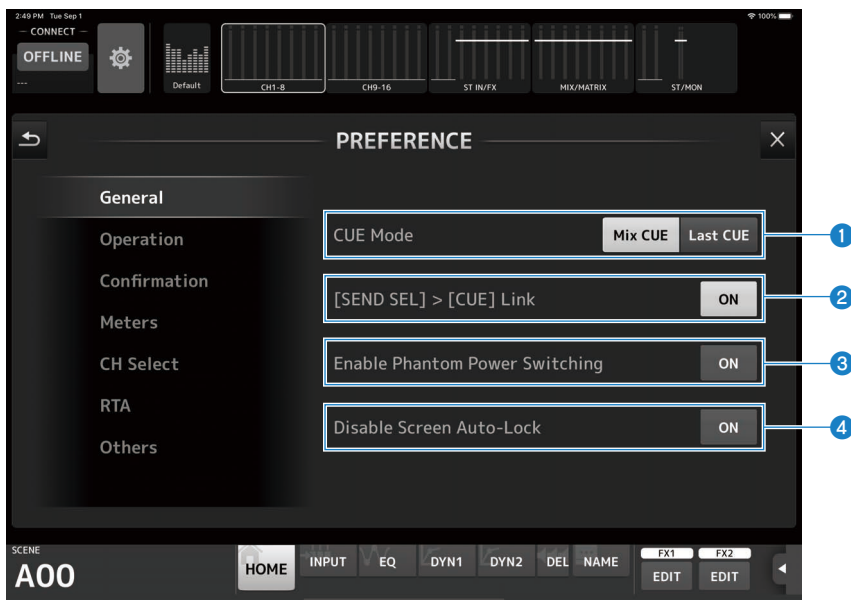 2:49 PM Tue Sep 1
100%
CONNECT
OFFLINE
---
Default
CH1-8
CH9-16
ST IN/FX
MIX/MATRIX
ST/MON
PREFERENCE
General
Operation
Confirmation
Meters
CH Select
RTA
Others
CUE Mode
Mix CUE
Last CUE
1
[SEND SEL] > [CUE] Link
ON
2
Enable Phantom Power Switching
ON
3
Disable Screen Auto-Lock
ON
4
SCENE
A00
HOME
INPUT
EQ
DYN1
DYN2
DEL
NAME
FX1
EDIT
FX2
EDIT